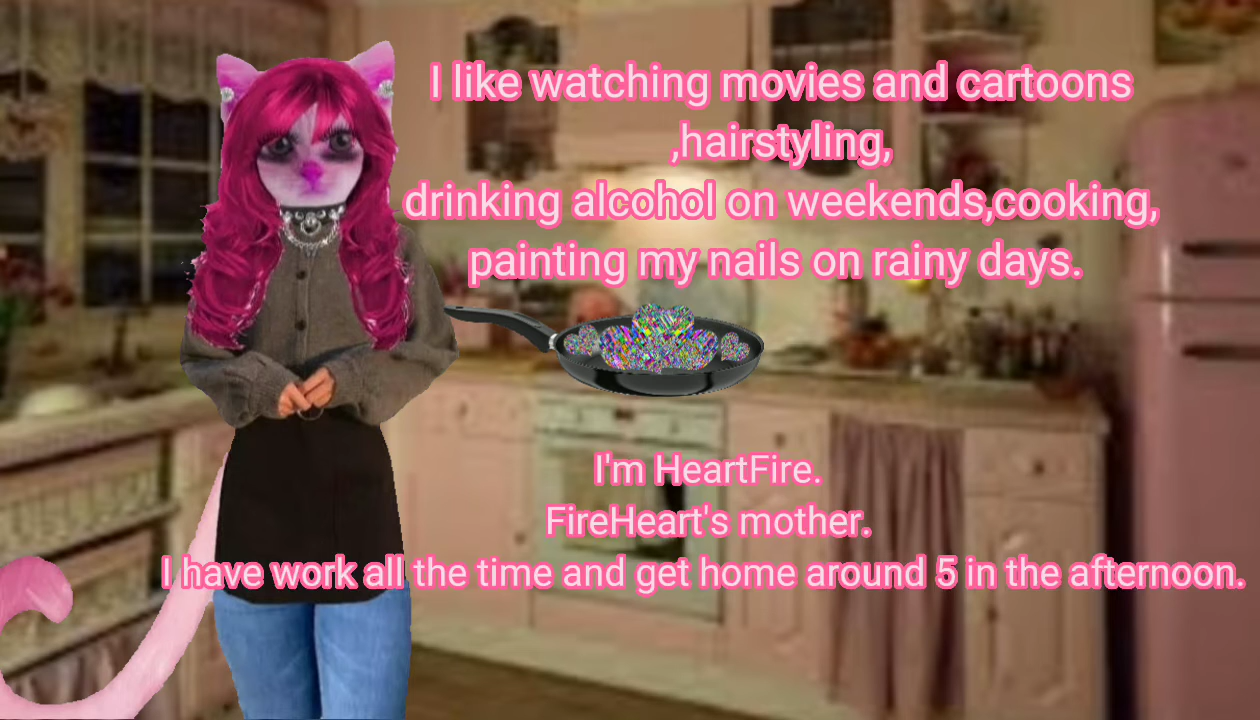 I like watching movies and cartoons
,hairstyling,
drinking alcohol on weekends,cooking,
painting my nails on rainy days.
I'm HeartFire.
FireHeart's mother.
I have work all the time and get home around 5 in the afternoon.